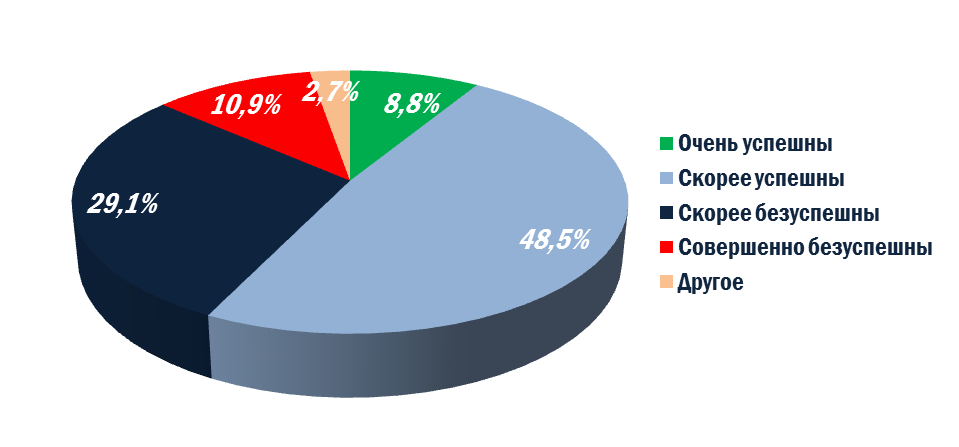 2,7%
8,8%
10,9%
29,1%
48,5%
Очень успешны
Скорее успешны
Скорее безуспешны
Совершенно безуспешны
Другое